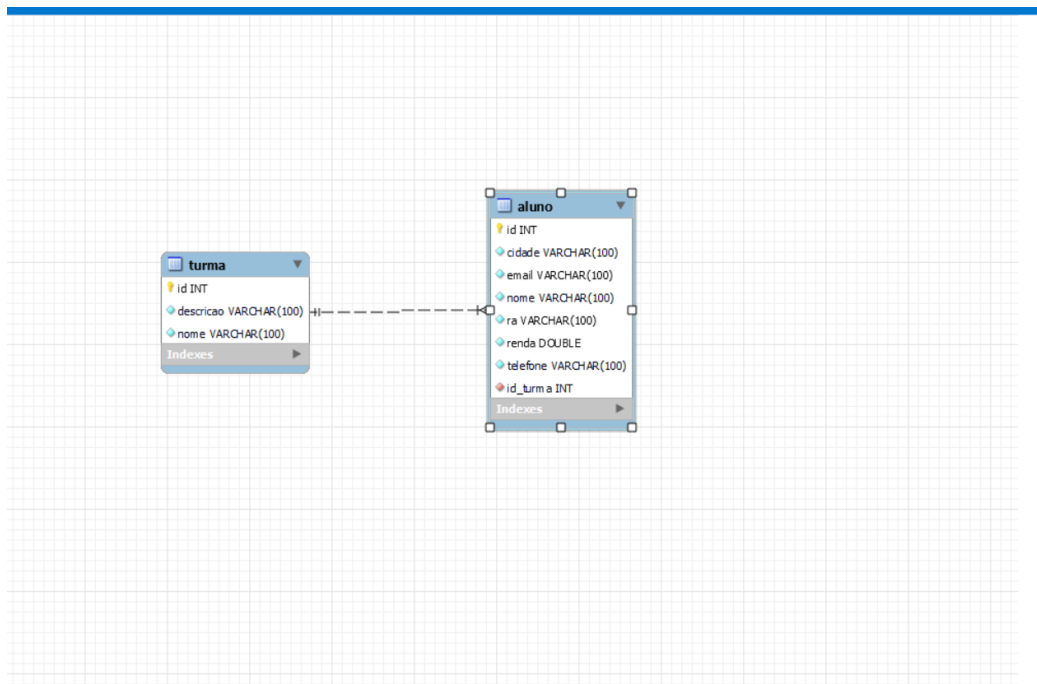 turma
id INT
descricao VARCHAR(100)
nome VARCHAR(100)
Indexes
aluno
id INT
cidade VARCHAR(100)
email VARCHAR(100)
nome VARCHAR(100)
ra VARCHAR(100)
renda DOUBLE
telefone VARCHAR(100)
id_turma INT
Indexes